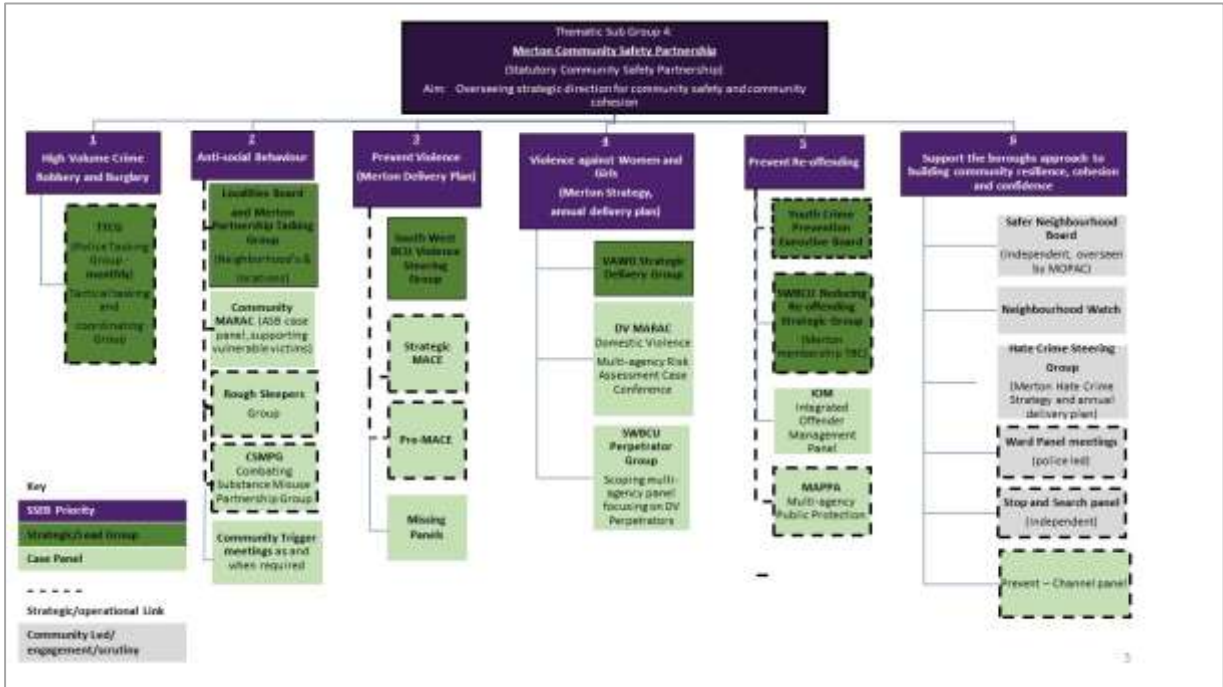 Thematic Sub Group 4
Merton Community Safety Partnership
(Statutory Community Safety Partnership)
Aim: Overseeing strategic direction for community safety and community
cohesion
1
High Volume Crime
Robbery and Burglary
TTCG
(Police Tasking
Group -
monthly)
Tactical tasking
and
coordinating
Group
2
Anti-social Behaviour
Localities Board
and Merton
Partnership Tasking
Group
(Neighborhood's &
locations)
Community
MARAC (ASB case
panel, supporting
vulnerable victims)
Rough Sleepers
Group
CSMPG
Combating
Substance Misuse
Partnership Group
Community Trigger
meetings as and
when required
3
Prevent Violence
(Merton Delivery Plan)
South West
BCU Violence
Steering
Group
Strategic
MACE
Pre-MACE
Missing
Panels
4
Violence against Women and
Girls
(Merton Strategy,
annual delivery plan)
VAWG Strategic
Delivery Group
DV MARAC
Domestic Violence
Multi-agency Risk
Assessment Case
Conference
SWBCU
Perpetrator Group
Scoping multi-
agency panel
focusing on DV
Perpetrators
5
Prevent Re-offending
Youth Crime
Prevention
Executive Board
SWBCU Reducing
Re-offending
Strategic Group
(Merton
membership TBC)
IOM
Integrated
Offender
Management
Panel
MAPPA
Multi-agency
Public Protection
6
Support the boroughs approach to
building community resilience, cohesion
and confidence
Safer Neighbourhood
Board
(independent, overseen
by MOPAC)
Neighbourhood Watch
Hate Crime Steering
Group
(Merton Hate Crime
Strategy and annual
delivery plan)
Ward Panel meetings
(police led)
Stop and Search panel
(independent)
Prevent – Channel panel
Key
SSEB Priority
Strategic/Lead Group
Case Panel
Strategic/operational Link
Community Led/
engagement/scrutiny
3